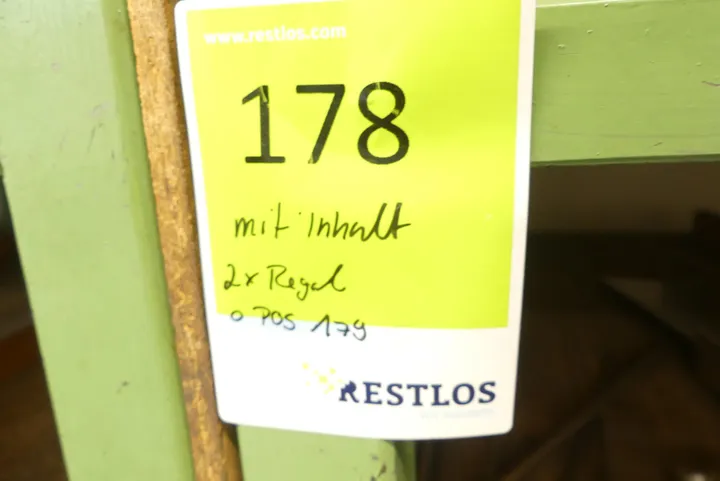 www.restlos.com
178
mit Inhalt
2x Regal
o POS 179
RESTLOS